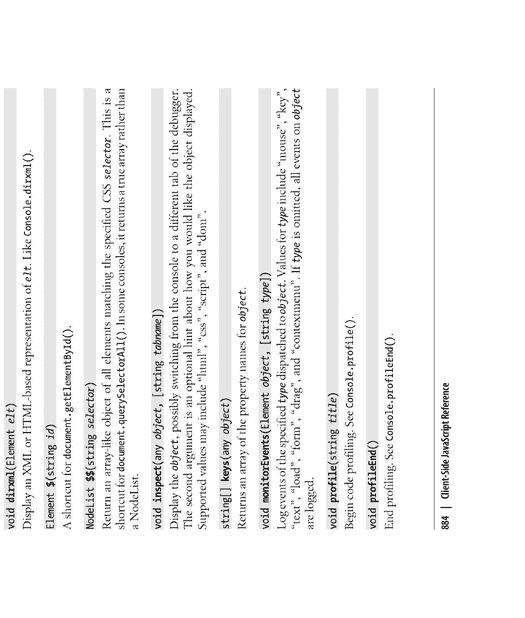 void dirxml(Element elt)
Display an XML or HTML-based representation of elt. Like Console.dirxml().
Element $(string id)
A shortcut for document.getElementById().
NodeList $$(string selector)
Return an array-like object of all elements matching the specified CSS selector. This is a
shortcut for document.querySelectorAll(). In some consoles, it returns a true array rather than
a NodeList.
void inspect(any object, [string tabname])
Display the object, possibly switching from the console to a different tab of the debugger.
The second argument is an optional hint about how you would like the object displayed.
Supported values may include “html”, “css”, “script”, and “dom”.
string[] keys(any object)
Returns an array of the property names for object.
void monitorEvents(Element object, [string type])
Log events of the specified type dispatched to object. Values for type include “mouse”, “key”,
“text”, “load”, “form”, “drag”, and “contextmenu”. If type is omitted, all events on object
are logged.
void profile(string title)
Begin code profiling. See Console.profile().
void profileEnd()
End profiling. See Console.profileEnd().
884 | Client-Side JavaScript Reference